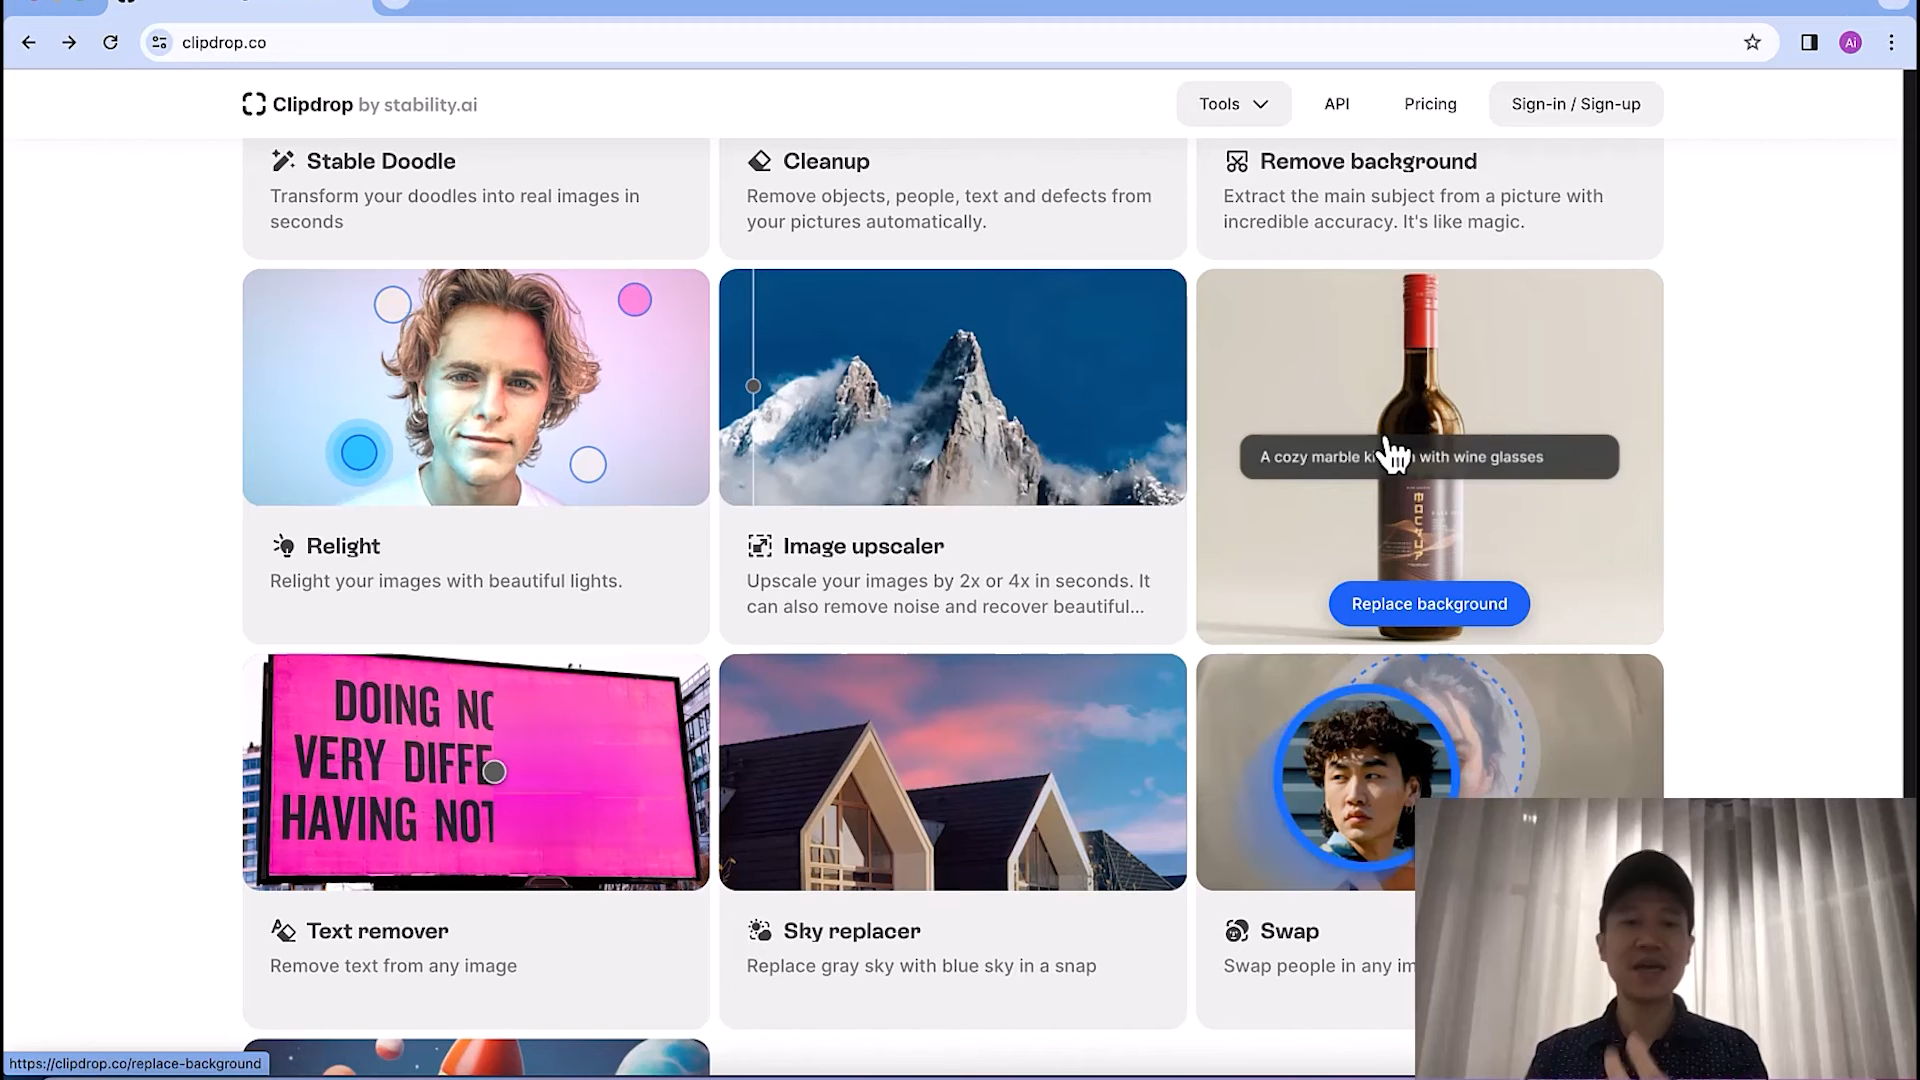 clipdrop.co
Ai
Clipdrop by stability.ai
Tools
API
Pricing
Sign-in / Sign-up
Stable Doodle
Transform your doodles into real images in
seconds
Cleanup
Remove objects, people, text and defects from
your pictures automatically.
Remove background
Extract the main subject from a picture with
incredible accuracy. It's like magic.
A cozy marble with wine glasses
Replace background
Relight
Relight your images with beautiful lights.
Image upscaler
Upscale your images by 2x or 4x in seconds. It
can also remove noise and recover beautiful...
DOING NO
VERY DIFFE
HAVING NOT
Text remover
Remove text from any image
Sky replacer
Replace gray sky with blue sky in a snap
Swap
Swap people in any im
https://clipdrop.co/replace-background